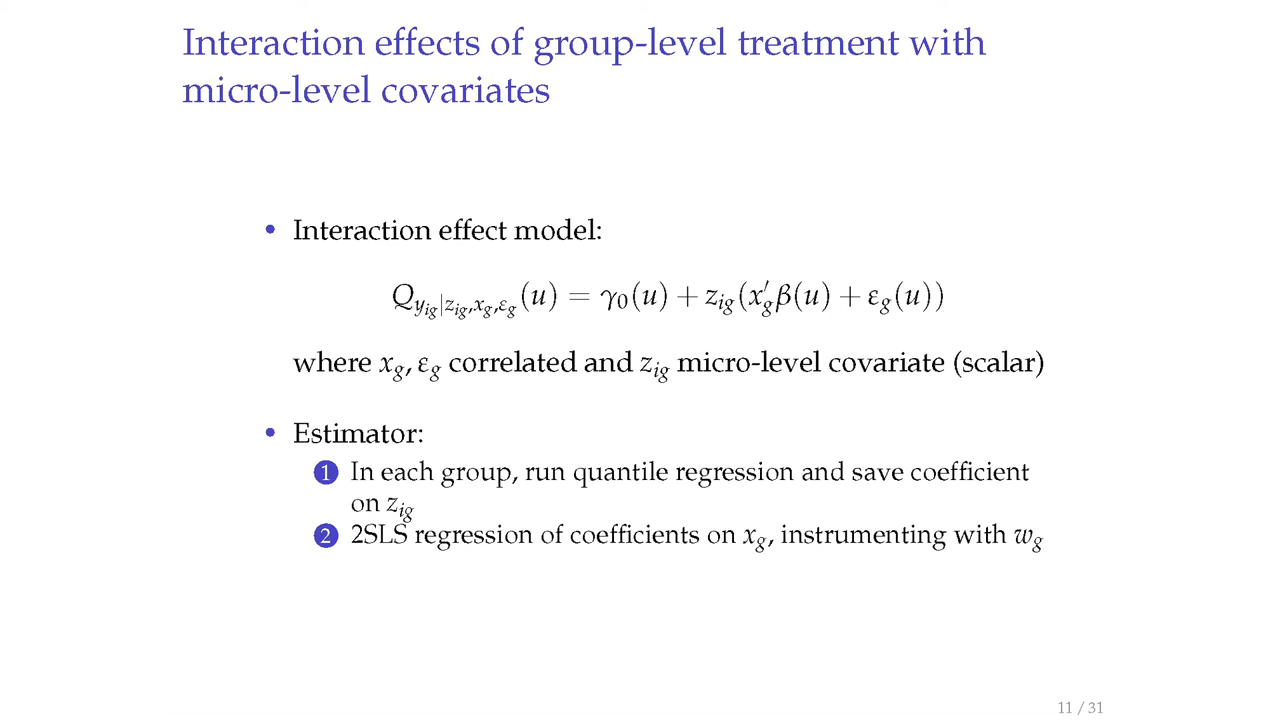 Interaction effects of group-level treatment with
micro-level covariates
• Interaction effect model:
Q_{y_{ig}|z_{ig},x_g,ε_g}(u) = γ_0(u) + z_{ig}(x_g′β(u) + ε_g(u))
where x_g, ε_g correlated and z_{ig} micro-level covariate (scalar)
• Estimator:
1 In each group, run quantile regression and save coefficient
on z_{ig}
2 2SLS regression of coefficients on x_g, instrumenting with w_g
11 / 31